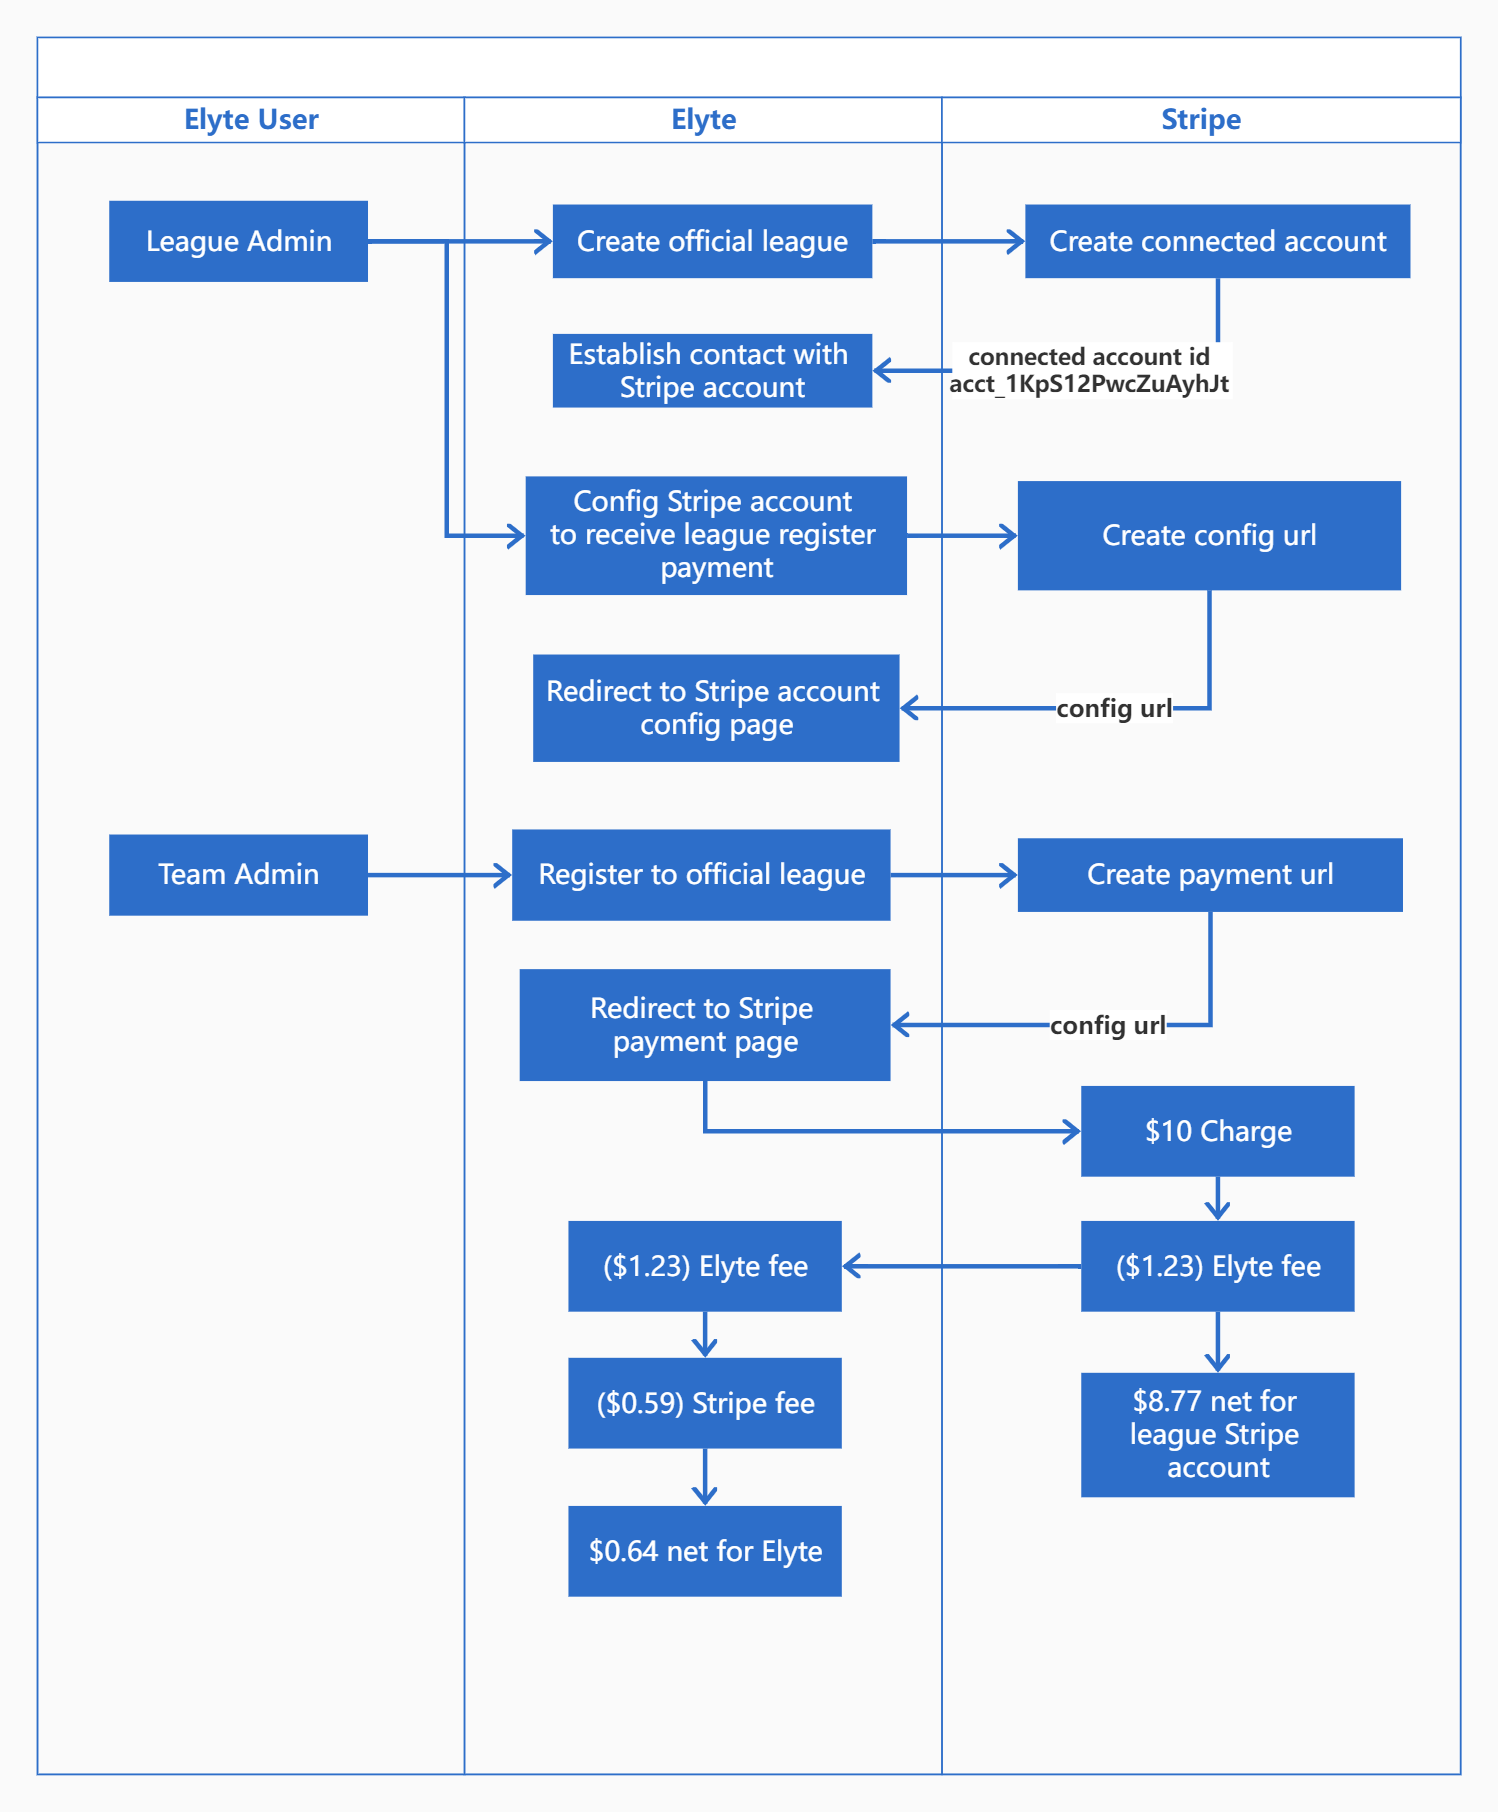 Elyte User
Elyte
Stripe
League Admin
Create official league
Create connected account
Establish contact with
Stripe account
connected account id
acct_1KpS12PwcZuAyhJt
Config Stripe account
to receive league register
payment
Create config url
Redirect to Stripe account
config page
config url
Team Admin
Register to official league
Create payment url
Redirect to Stripe
payment page
config url
$10 Charge
($1.23) Elyte fee
($1.23) Elyte fee
($0.59) Stripe fee
$8.77 net for
league Stripe
account
$0.64 net for Elyte